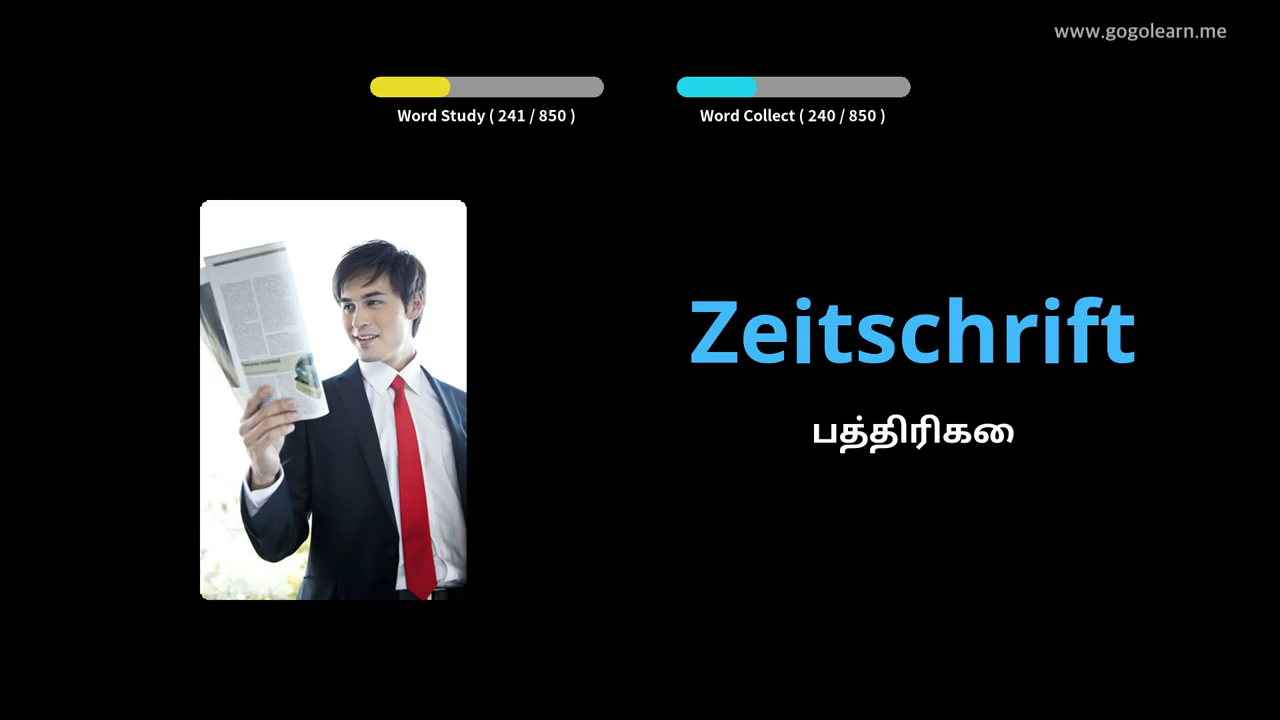 www.gogolearn.me
Word Study ( 241 / 850 )
Word Collect ( 240 / 850 )
Zeitschrift
பத்திரிகை